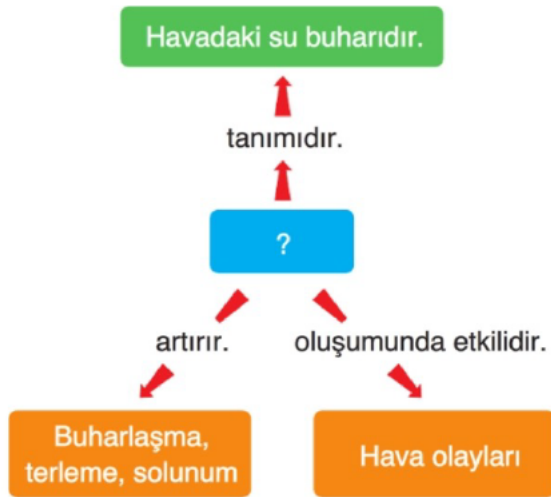 Havadaki su buharıdır.
tanımıdır.
?
artırır.
oluşumunda etkilidir.
Buharlaşma,
terleme, solunum
Hava olayları